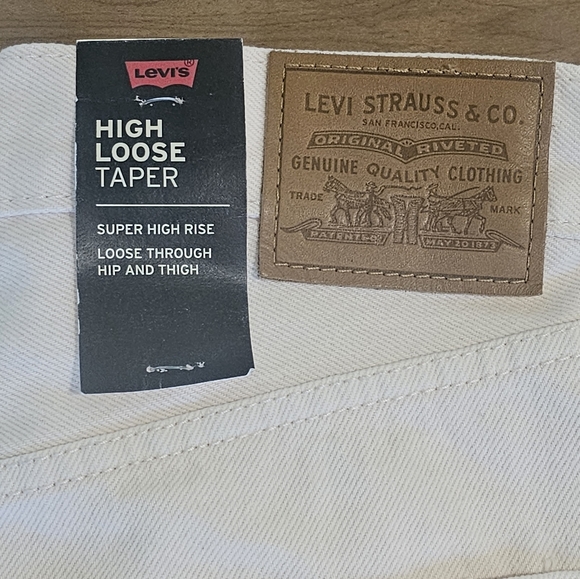 LEVI'S®
HIGH
LOOSE
TAPER
SUPER HIGH RISE
LOOSE THROUGH
HIP AND THIGH
LEVI STRAUSS & CO.
SAN FRANCISCO, CAL.
ORIGINAL RIVETED
GENUINE QUALITY CLOTHING
TRADE MARK
PATENTED MAY 20 1873